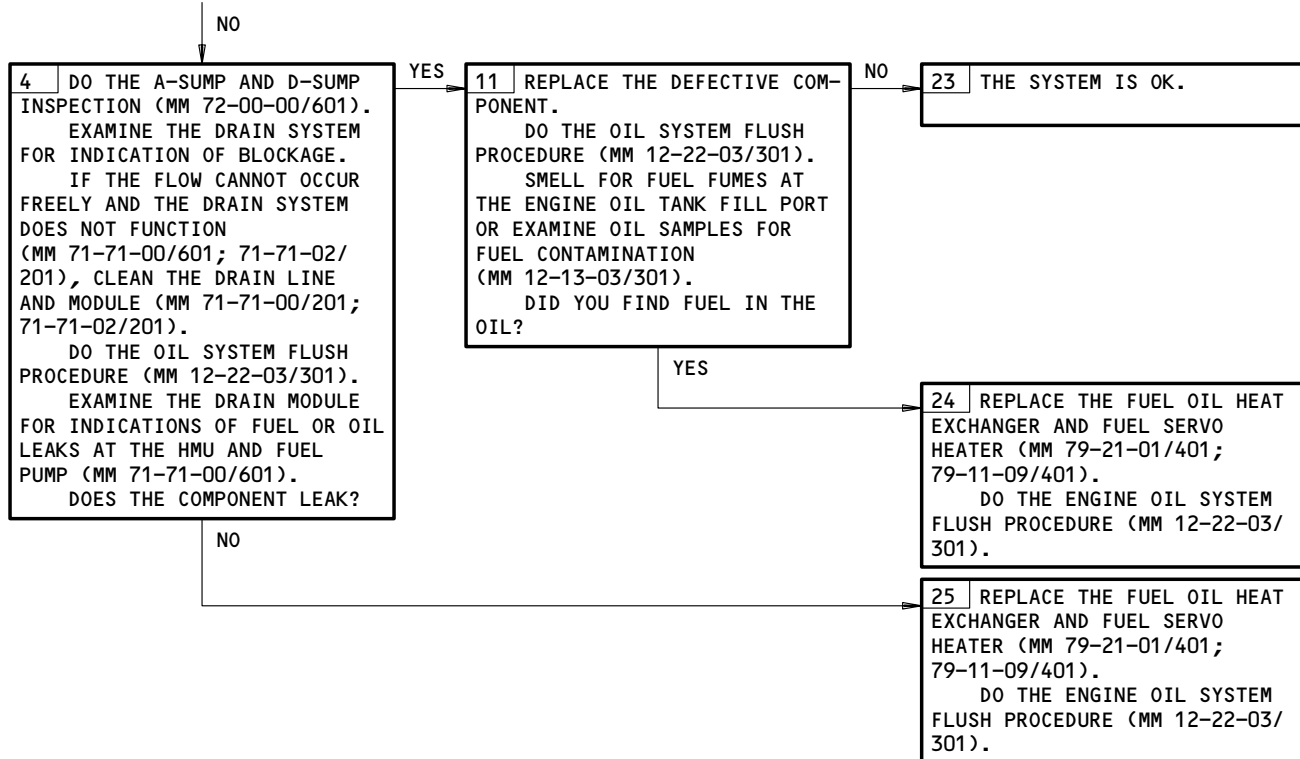 NO
4 DO THE A-SUMP AND D-SUMP
INSPECTION (MM 72-00-00/601).
EXAMINE THE DRAIN SYSTEM
FOR INDICATION OF BLOCKAGE.
IF THE FLOW CANNOT OCCUR
FREELY AND THE DRAIN SYSTEM
DOES NOT FUNCTION
(MM 71-71-00/601; 71-71-02/
201), CLEAN THE DRAIN LINE
AND MODULE (MM 71-71-00/201;
71-71-02/201).
DO THE OIL SYSTEM FLUSH
PROCEDURE (MM 12-22-03/301).
EXAMINE THE DRAIN MODULE
FOR INDICATIONS OF FUEL OR OIL
LEAKS AT THE HMU AND FUEL
PUMP (MM 71-71-00/601).
DOES THE COMPONENT LEAK?
YES
11 REPLACE THE DEFECTIVE COM-
PONENT.
DO THE OIL SYSTEM FLUSH
PROCEDURE (MM 12-22-03/301).
SMELL FOR FUEL FUMES AT
THE ENGINE OIL TANK FILL PORT
OR EXAMINE OIL SAMPLES FOR
FUEL CONTAMINATION
(MM 12-13-03/301).
DID YOU FIND FUEL IN THE
OIL?
NO
23 THE SYSTEM IS OK.
YES
24 REPLACE THE FUEL OIL HEAT
EXCHANGER AND FUEL SERVO
HEATER (MM 79-21-01/401;
79-11-09/401).
DO THE ENGINE OIL SYSTEM
FLUSH PROCEDURE (MM 12-22-03/
301).
NO
25 REPLACE THE FUEL OIL HEAT
EXCHANGER AND FUEL SERVO
HEATER (MM 79-21-01/401;
79-11-09/401).
DO THE ENGINE OIL SYSTEM
FLUSH PROCEDURE (MM 12-22-03/
301).